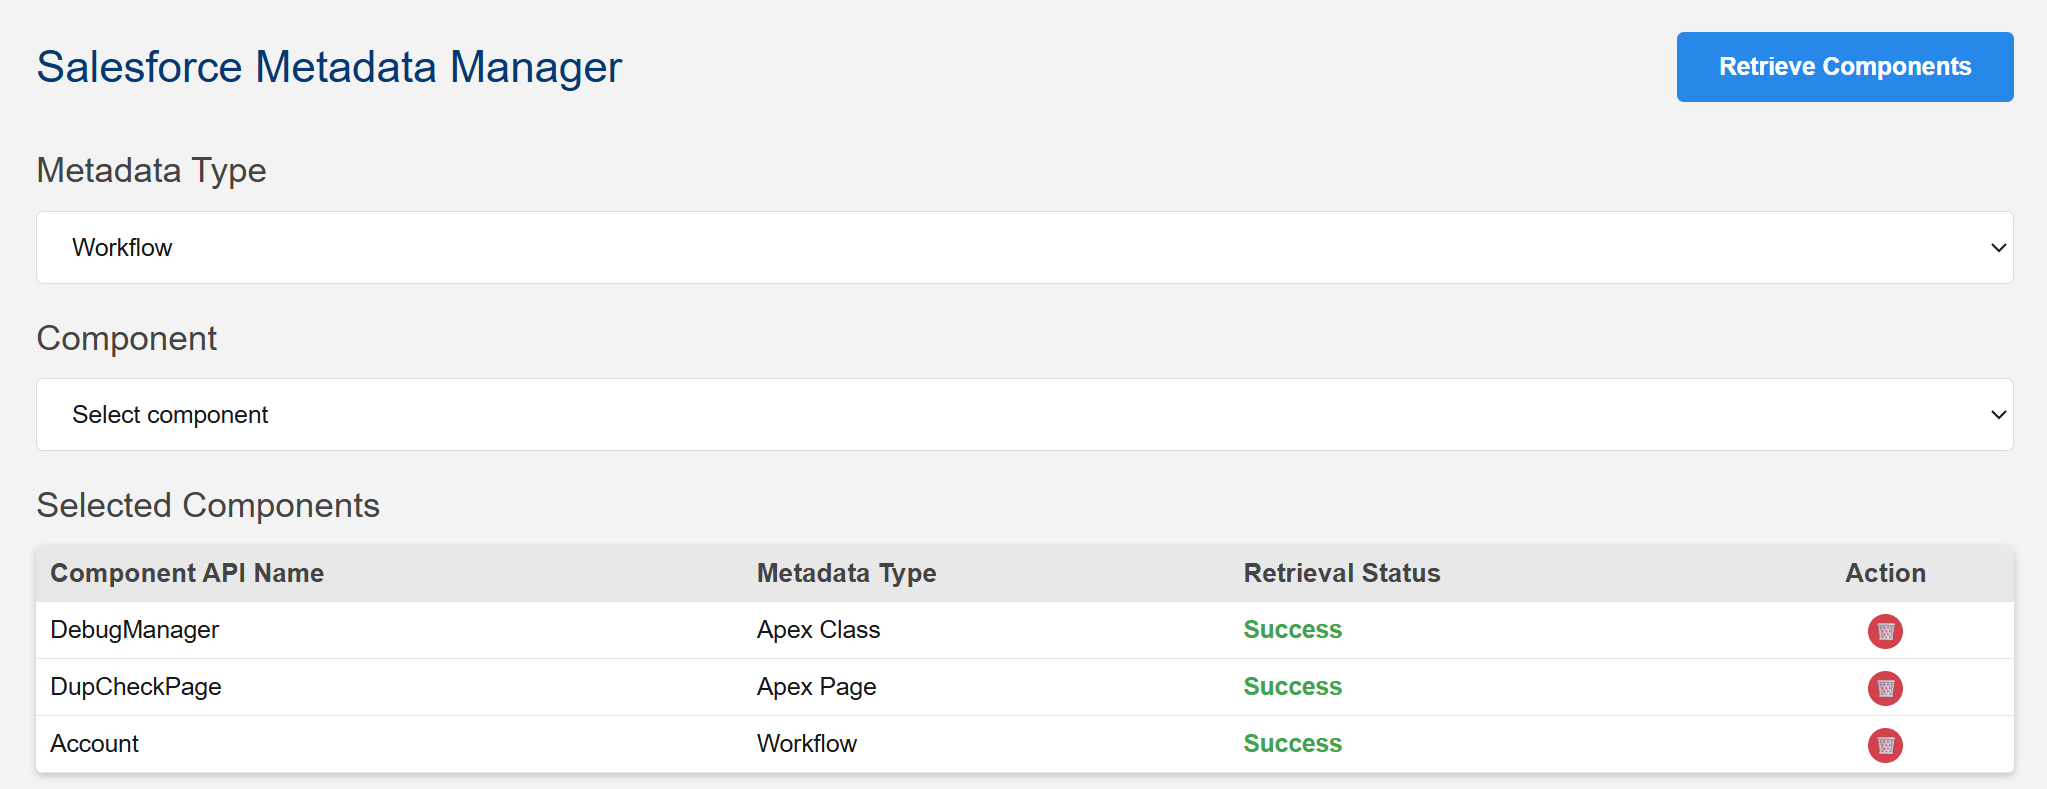 Salesforce Metadata Manager
Retrieve Components
Metadata Type
Workflow
Component
Select component
Selected Components
Component API Name Metadata Type Retrieval Status Action
DebugManager Apex Class Success
DupCheckPage Apex Page Success
Account Workflow Success